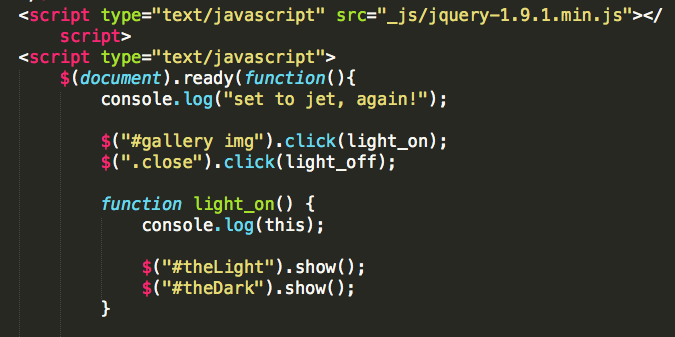 <script type="text/javascript" src="_js/jquery-1.9.1.min.js"></
script>
<script type="text/javascript">
$(document).ready(function(){
console.log("set to jet, again!");
$("#gallery img").click(light_on);
$(".close").click(light_off);
function light_on() {
console.log(this);
$("#theLight").show();
$("#theDark").show();
}